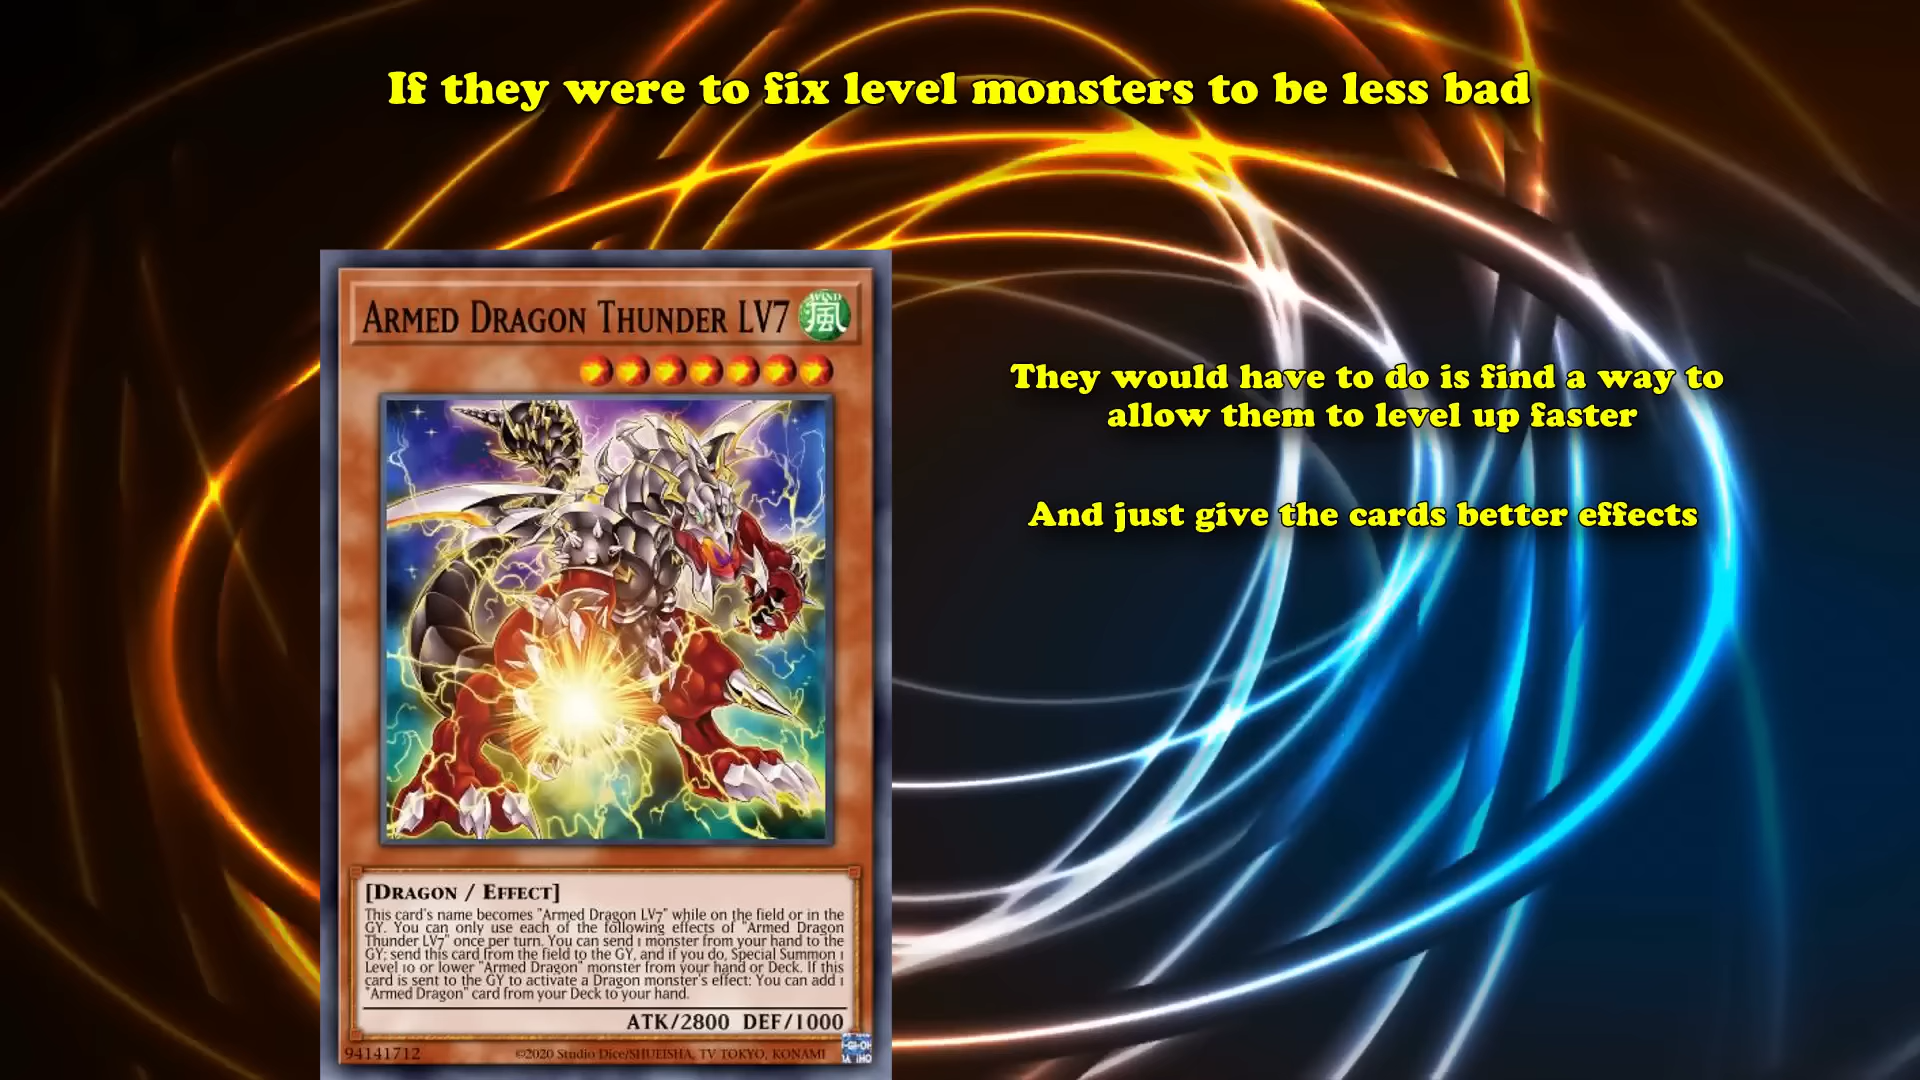 If they were to fix level monsters to be less bad
ARMED DRAGON THUNDER LV7
WIND
風
They would have to do is find a way to
allow them to level up faster
And just give the cards better effects
[DRAGON / EFFECT]
This card's name becomes "Armed Dragon LV7" while on the field or in the
GY. You can only use each of the following effects of "Armed Dragon
Thunder LV7" once per turn. You can send 1 monster from your hand to the
GY; send this card from the field to the GY, and if you do, Special Summon 1
Level 10 or lower "Armed Dragon" monster from your hand or Deck. If this
card is sent to the GY to activate a Dragon monster's effect: You can add 1
"Armed Dragon" card from your Deck to your hand.
ATK/2800 DEF/1000
94141712
©2020 Studio Dice/SHUEISHA, TV TOKYO, KONAMI